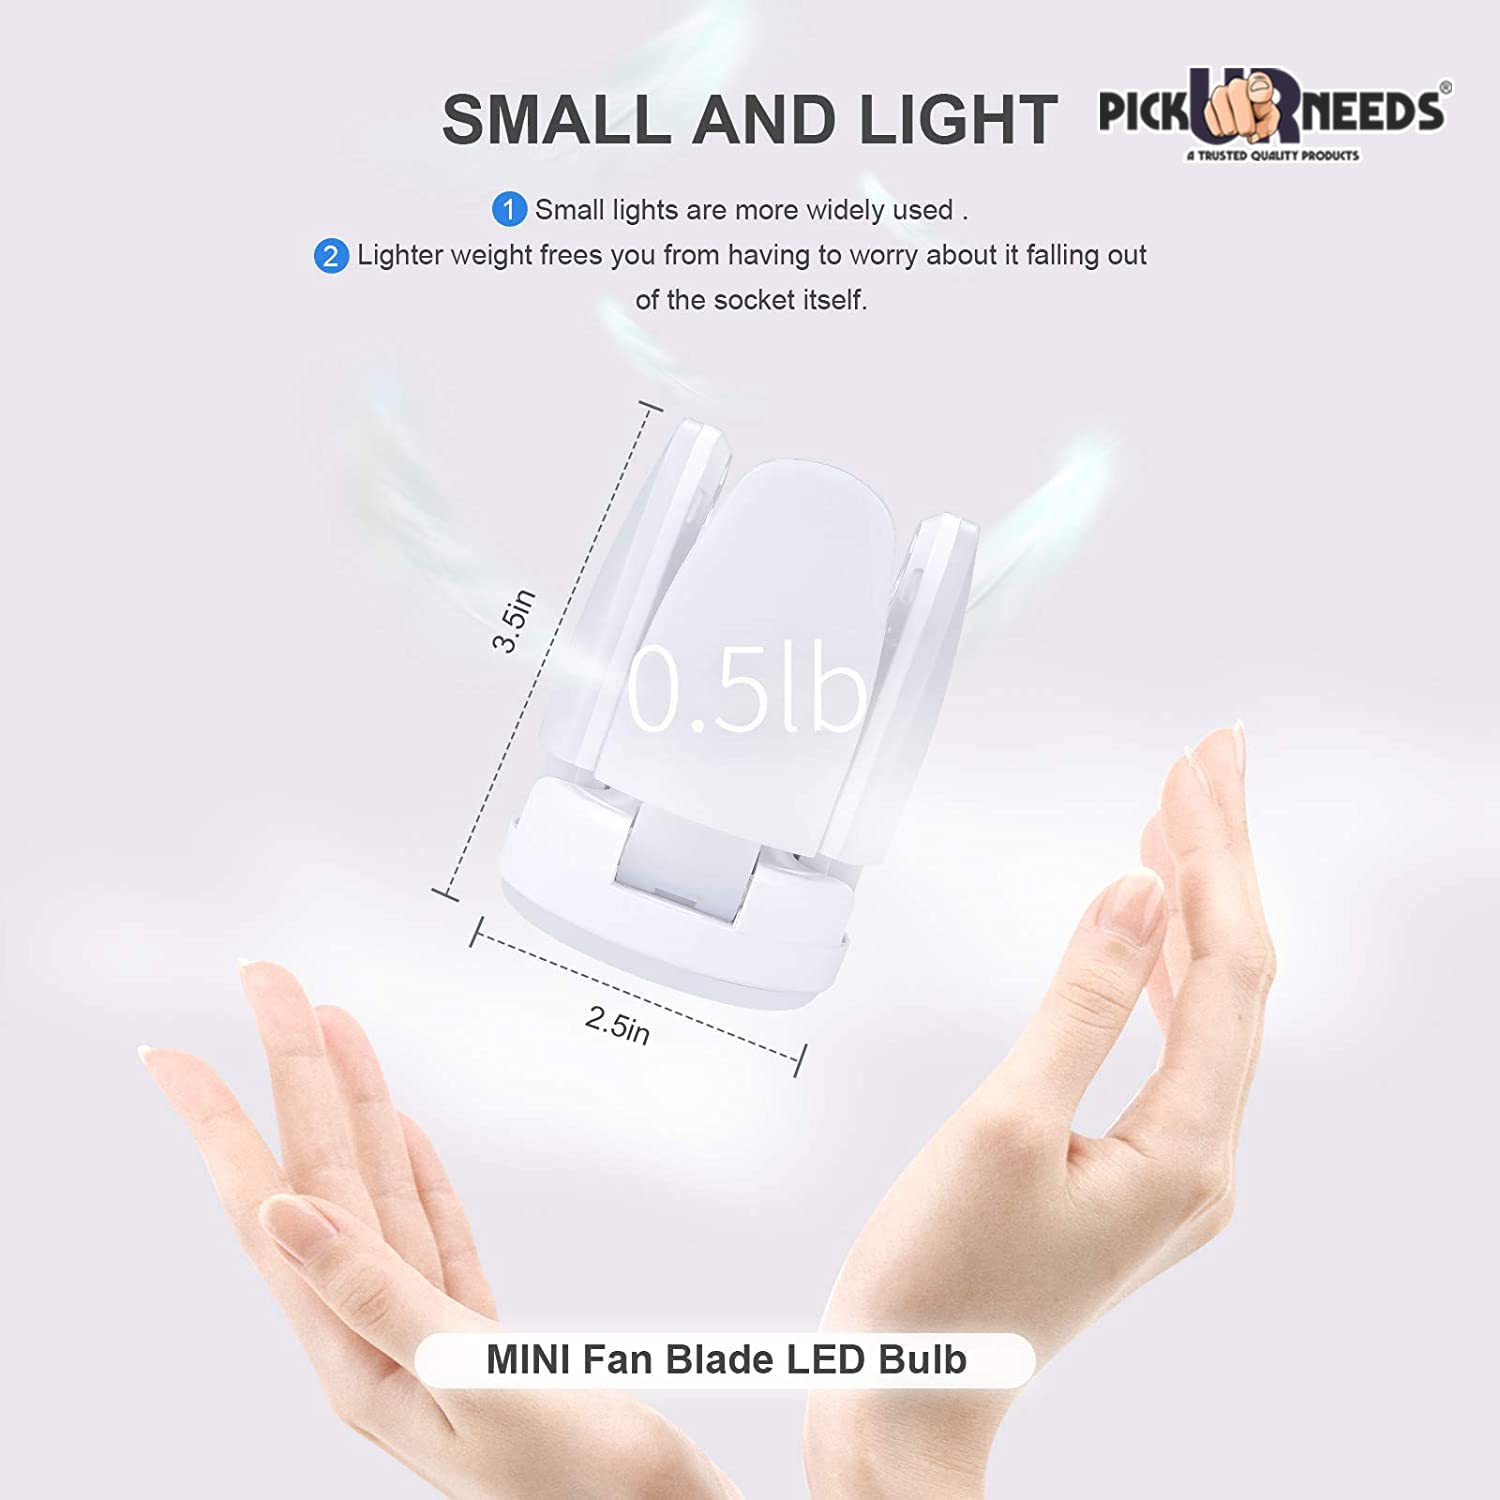 SMALL AND LIGHT
PICK UR NEEDS®
A TRUSTED QUALITY PRODUCTS
1 Small lights are more widely used .
2 Lighter weight frees you from having to worry about it falling out
of the socket itself.
3.5in
0.5lb
2.5in
MINI Fan Blade LED Bulb